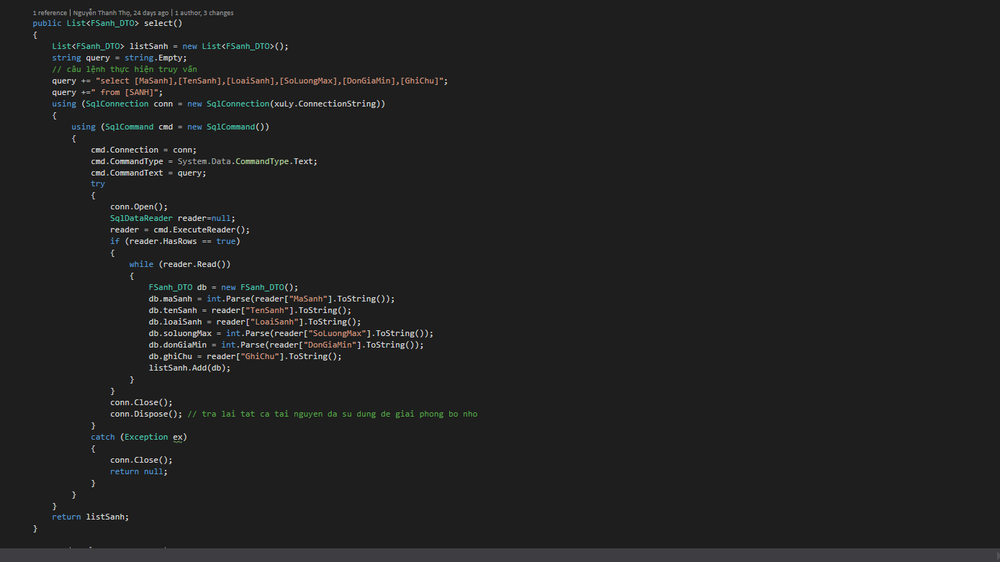 1 reference | Nguyễn Thanh Thọ, 24 days ago | 1 author, 3 changes
public List<FSanh_DTO> select()
{
List<FSanh_DTO> listSanh = new List<FSanh_DTO>();
string query = string.Empty;
// câu lệnh thực hiện truy vấn
query += "select [MaSanh],[TenSanh],[LoaiSanh],[SoLuongMax],[DonGiaMin],[GhiChu]";
query +=" from [SANH]";
using (SqlConnection conn = new SqlConnection(xuLy.ConnectionString))
{
using (SqlCommand cmd = new SqlCommand())
{
cmd.Connection = conn;
cmd.CommandType = System.Data.CommandType.Text;
cmd.CommandText = query;
try
{
conn.Open();
SqlDataReader reader=null;
reader = cmd.ExecuteReader();
if (reader.HasRows == true)
{
while (reader.Read())
{
FSanh_DTO db = new FSanh_DTO();
db.maSanh = int.Parse(reader["MaSanh"].ToString());
db.tenSanh = reader["TenSanh"].ToString();
db.loaiSanh = reader["LoaiSanh"].ToString();
db.soluongMax = int.Parse(reader["SoLuongMax"].ToString());
db.donGiaMin = int.Parse(reader["DonGiaMin"].ToString());
db.ghiChu = reader["GhiChu"].ToString();
listSanh.Add(db);
}
}
conn.Close();
conn.Dispose(); // tra lai tat ca tai nguyen da su dung de giai phong bo nho
}
catch (Exception ex)
{
conn.Close();
return null;
}
}
}
return listSanh;
}